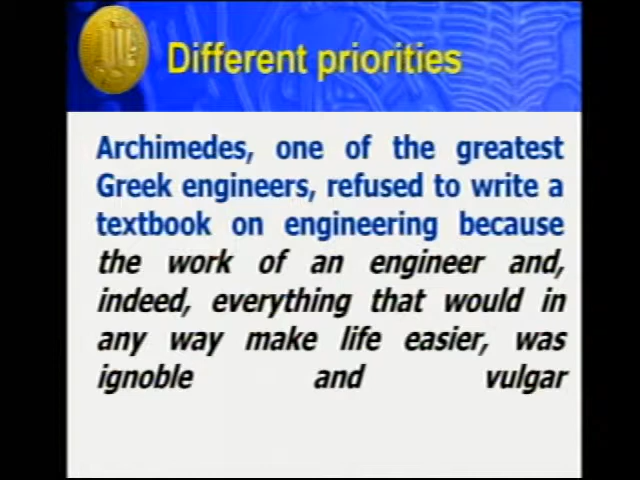 Different priorities
Archimedes, one of the greatest
Greek engineers, refused to write a
textbook on engineering because
the work of an engineer and,
indeed, everything that would in
any way make life easier, was
ignoble and vulgar